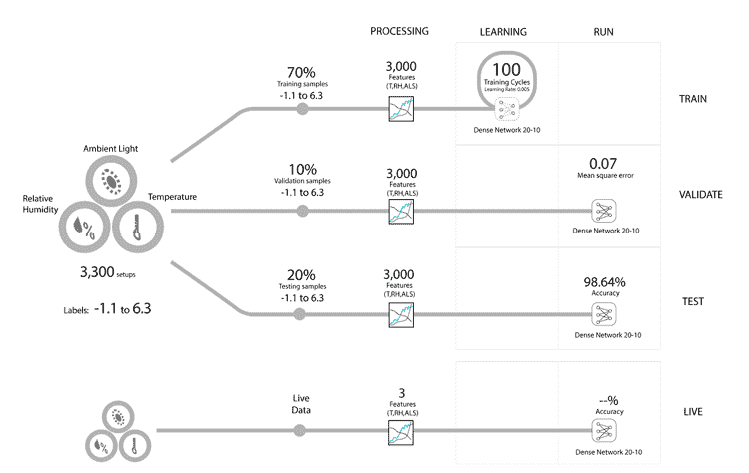 PROCESSING LEARNING RUN
70%
Training samples
-1.1 to 6.3
3,000
Features
(T,RH,ALS)
100
Training Cycles
Learning Rate: 0.005
Dense Network 20-10
TRAIN
Ambient Light
Relative
Humidity
Temperature
%
3,300 setups
Labels: -1.1 to 6.3
10%
Validation samples
-1.1 to 6.3
3,000
Features
(T,RH,ALS)
0.07
Mean square error
Dense Network 20-10
VALIDATE
20%
Testing samples
-1.1 to 6.3
3,000
Features
(T,RH,ALS)
98.64%
Accuracy
Dense Network 20-10
TEST
%
Live
Data
3
Features
(T,RH,ALS)
--%
Accuracy
Dense Network 20-10
LIVE